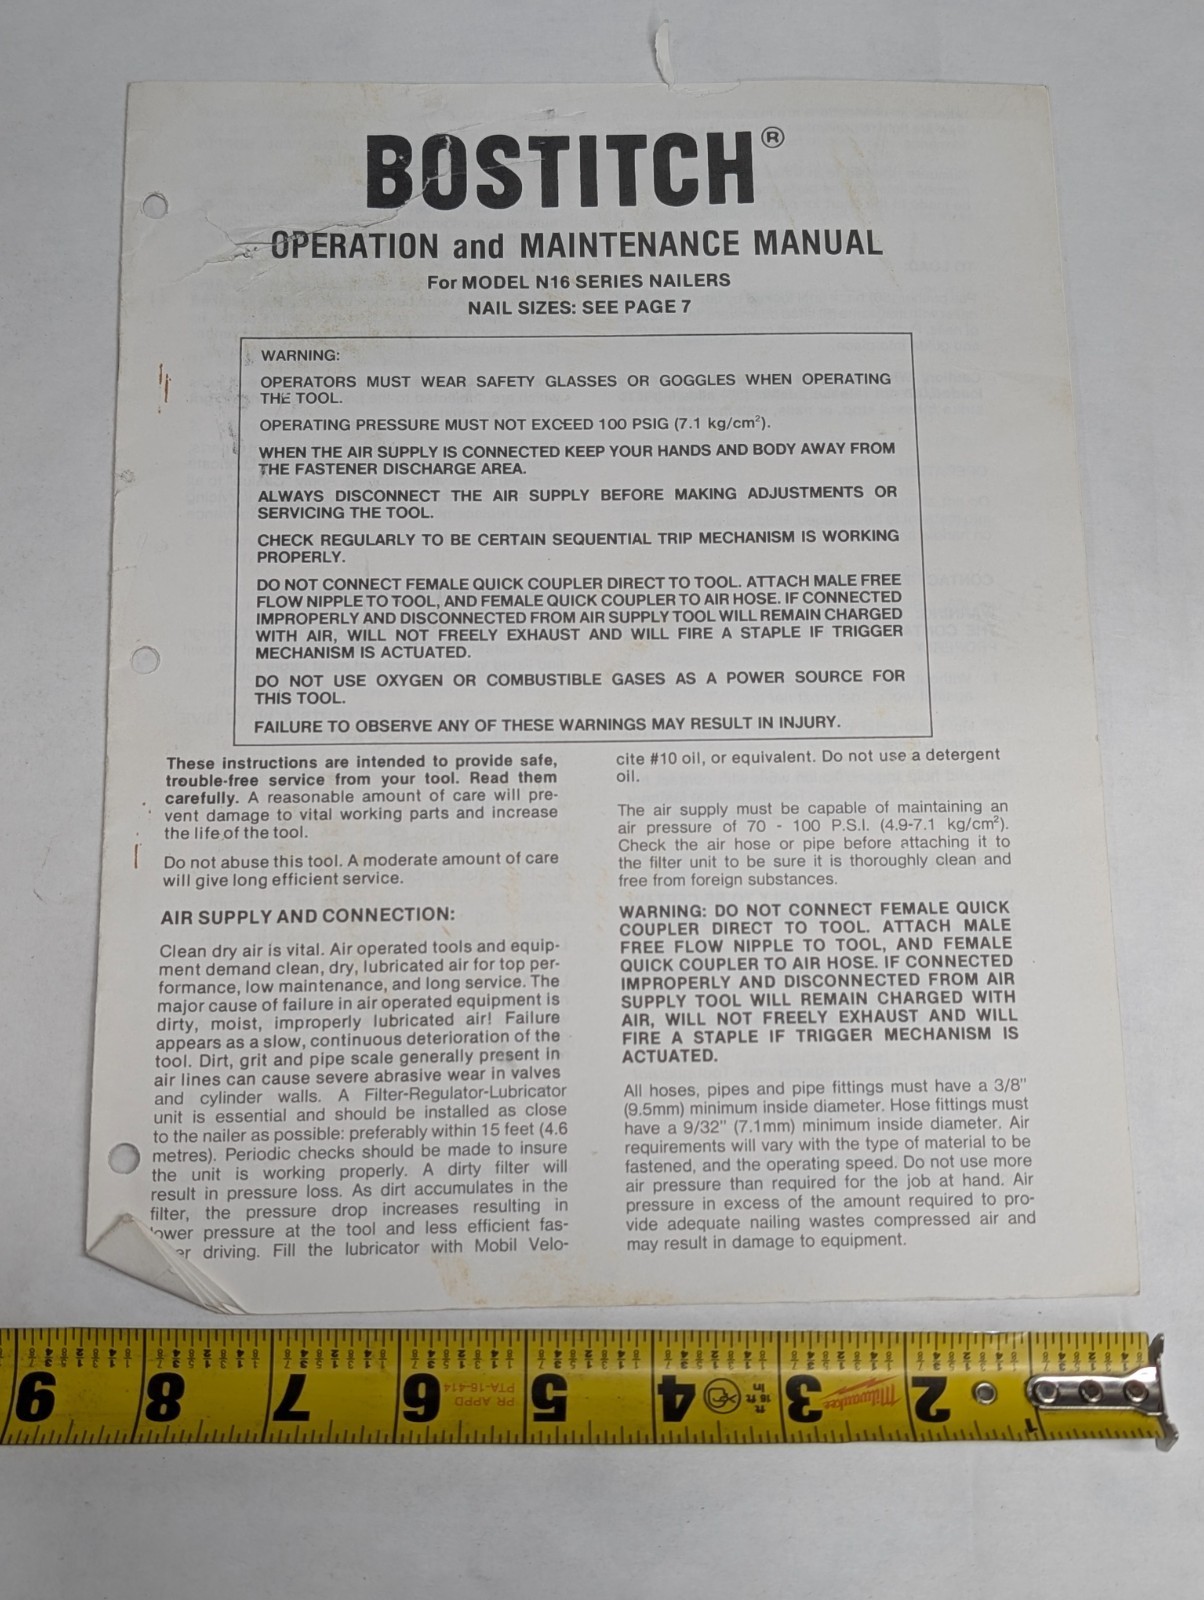 BOSTITCH®
OPERATION and MAINTENANCE MANUAL
For MODEL N16 SERIES NAILERS
NAIL SIZES: SEE PAGE 7
WARNING:
OPERATORS MUST WEAR SAFETY GLASSES OR GOGGLES WHEN OPERATING
THE TOOL.
OPERATING PRESSURE MUST NOT EXCEED 100 PSIG (7.1 kg/cm²).
WHEN THE AIR SUPPLY IS CONNECTED KEEP YOUR HANDS AND BODY AWAY FROM
THE FASTENER DISCHARGE AREA.
ALWAYS DISCONNECT THE AIR SUPPLY BEFORE MAKING ADJUSTMENTS OR
SERVICING THE TOOL.
CHECK REGULARLY TO BE CERTAIN SEQUENTIAL TRIP MECHANISM IS WORKING
PROPERLY.
DO NOT CONNECT FEMALE QUICK COUPLER DIRECT TO TOOL. ATTACH MALE FREE
FLOW NIPPLE TO TOOL, AND FEMALE QUICK COUPLER TO AIR HOSE. IF CONNECTED
IMPROPERLY AND DISCONNECTED FROM AIR SUPPLY TOOL WILL REMAIN CHARGED
WITH AIR, WILL NOT FREELY EXHAUST AND WILL FIRE A STAPLE IF TRIGGER
MECHANISM IS ACTUATED.
DO NOT USE OXYGEN OR COMBUSTIBLE GASES AS A POWER SOURCE FOR
THIS TOOL.
FAILURE TO OBSERVE ANY OF THESE WARNINGS MAY RESULT IN INJURY.
These instructions are intended to provide safe,
trouble-free service from your tool. Read them
carefully. A reasonable amount of care will pre-
vent damage to vital working parts and increase
the life of the tool.
Do not abuse this tool. A moderate amount of care
will give long efficient service.
AIR SUPPLY AND CONNECTION:
Clean dry air is vital. Air operated tools and equip-
ment demand clean, dry, lubricated air for top per-
formance, low maintenance, and long service. The
major cause of failure in air operated equipment is
dirty, moist, improperly lubricated air! Failure
appears as a slow, continuous deterioration of the
tool. Dirt, grit and pipe scale generally present in
air lines can cause severe abrasive wear in valves
and cylinder walls. A Filter-Regulator-Lubricator
unit is essential and should be installed as close
to the nailer as possible: preferably within 15 feet (4.6
metres). Periodic checks should be made to insure
the unit is working properly. A dirty filter will
result in pressure loss. As dirt accumulates in the
filter, the pressure drop increases resulting in
ower pressure at the tool and less efficient fas-
er driving. Fill the lubricator with Mobil Velo-
cite #10 oil, or equivalent. Do not use a detergent
oil.
The air supply must be capable of maintaining an
air pressure of 70 - 100 P.S.I. (4.9-7.1 kg/cm²).
Check the air hose or pipe before attaching it to
the filter unit to be sure it is thoroughly clean and
free from foreign substances.
WARNING: DO NOT CONNECT FEMALE QUICK
COUPLER DIRECT TO TOOL. ATTACH MALE
FREE FLOW NIPPLE TO TOOL, AND FEMALE
QUICK COUPLER TO AIR HOSE. IF CONNECTED
IMPROPERLY AND DISCONNECTED FROM AIR
SUPPLY TOOL WILL REMAIN CHARGED WITH
AIR, WILL NOT FREELY EXHAUST AND WILL
FIRE A STAPLE IF TRIGGER MECHANISM IS
ACTUATED.
All hoses, pipes and pipe fittings must have a 3/8"
(9.5mm) minimum inside diameter. Hose fittings must
have a 9/32" (7.1mm) minimum inside diameter. Air
requirements will vary with the type of material to be
fastened, and the operating speed. Do not use more
air pressure than required for the job at hand. Air
pressure in excess of the amount required to pro-
vide adequate nailing wastes compressed air and
may result in damage to equipment.
9 8 7 6 5 4 3 2 1
PR APPD
PTA-16-414
16 ft
in
Milwaukee